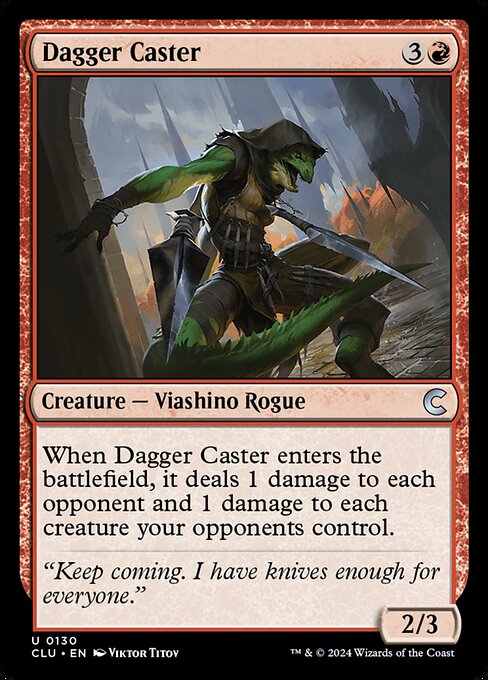 Dagger Caster 3
Creature — Viashino Rogue
When Dagger Caster enters the
battlefield, it deals 1 damage to each
opponent and 1 damage to each
creature your opponents control.
“Keep coming. I have knives enough for
everyone.”
2/3
U 0130
CLU • EN Viktor Titov
™ & © 2024 Wizards of the Coast